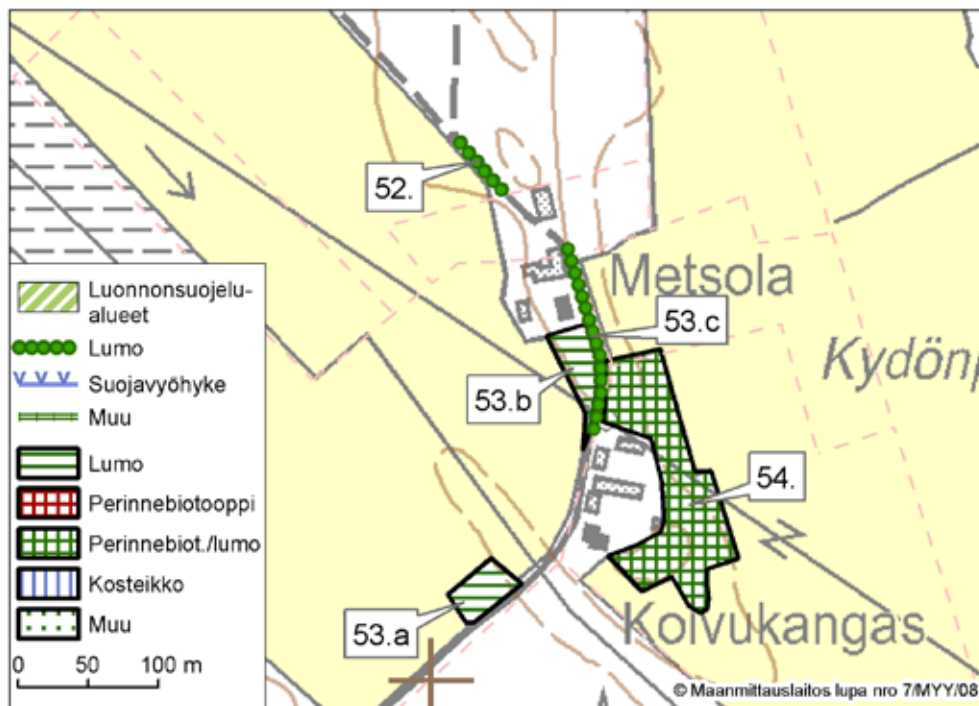 52.
Metsola
53.c
Kydönp
53.b
54.
53.a
Koivukangas
Luonnonsuojelu-
alueet
Lumo
Suojavyöhyke
Muu
Lumo
Perinnebiotooppi
Perinnebiot./lumo
Kosteikko
Muu
0 50 100 m
© Maanmittauslaitos lupa nro 7/MYY/08